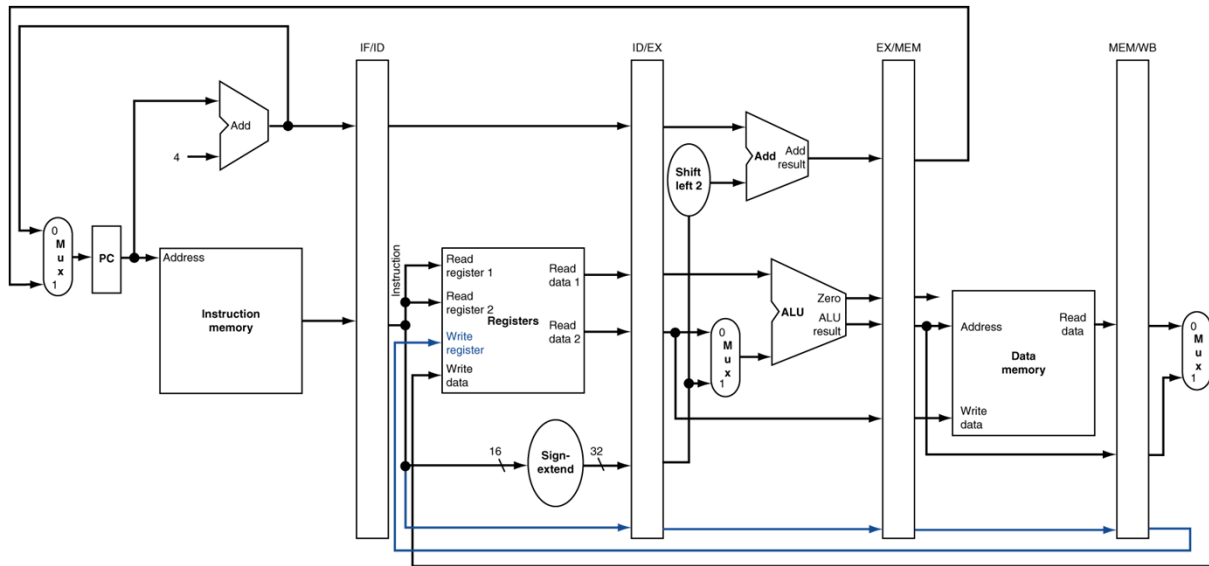 IF/ID
ID/EX
EX/MEM
MEM/WB
Add
4
Add
Add
result
Shift
left 2
0
M
u
x
1
PC
Address
Instruction
memory
Instruction
Read
register 1
Read
register 2
Write
register
Write
data
Registers
Read
data 1
Read
data 2
16
Sign-
extend
32
0
M
u
x
1
ALU
Zero
ALU
result
Address
Write
data
Data
memory
Read
data
0
M
u
x
1